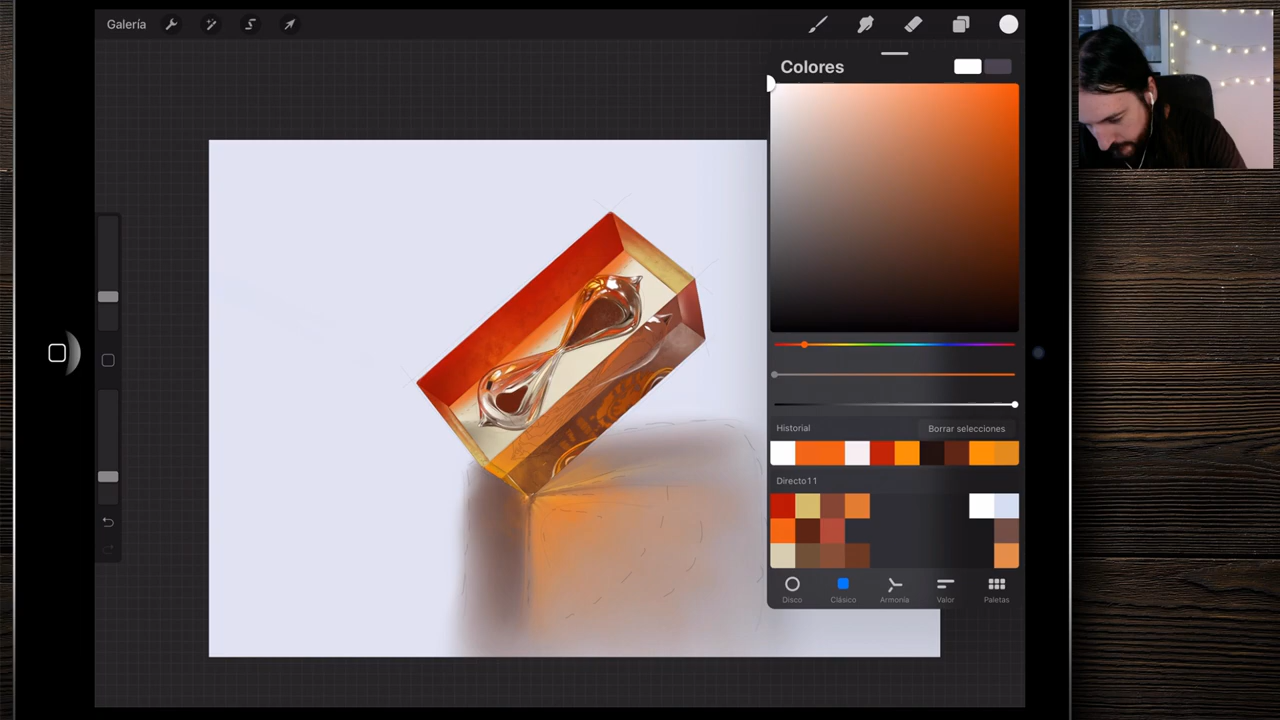 Galería
Colores
Historial
Borrar selecciones
Directo11
Disco
Clásico
Armonía
Valor
Paletas